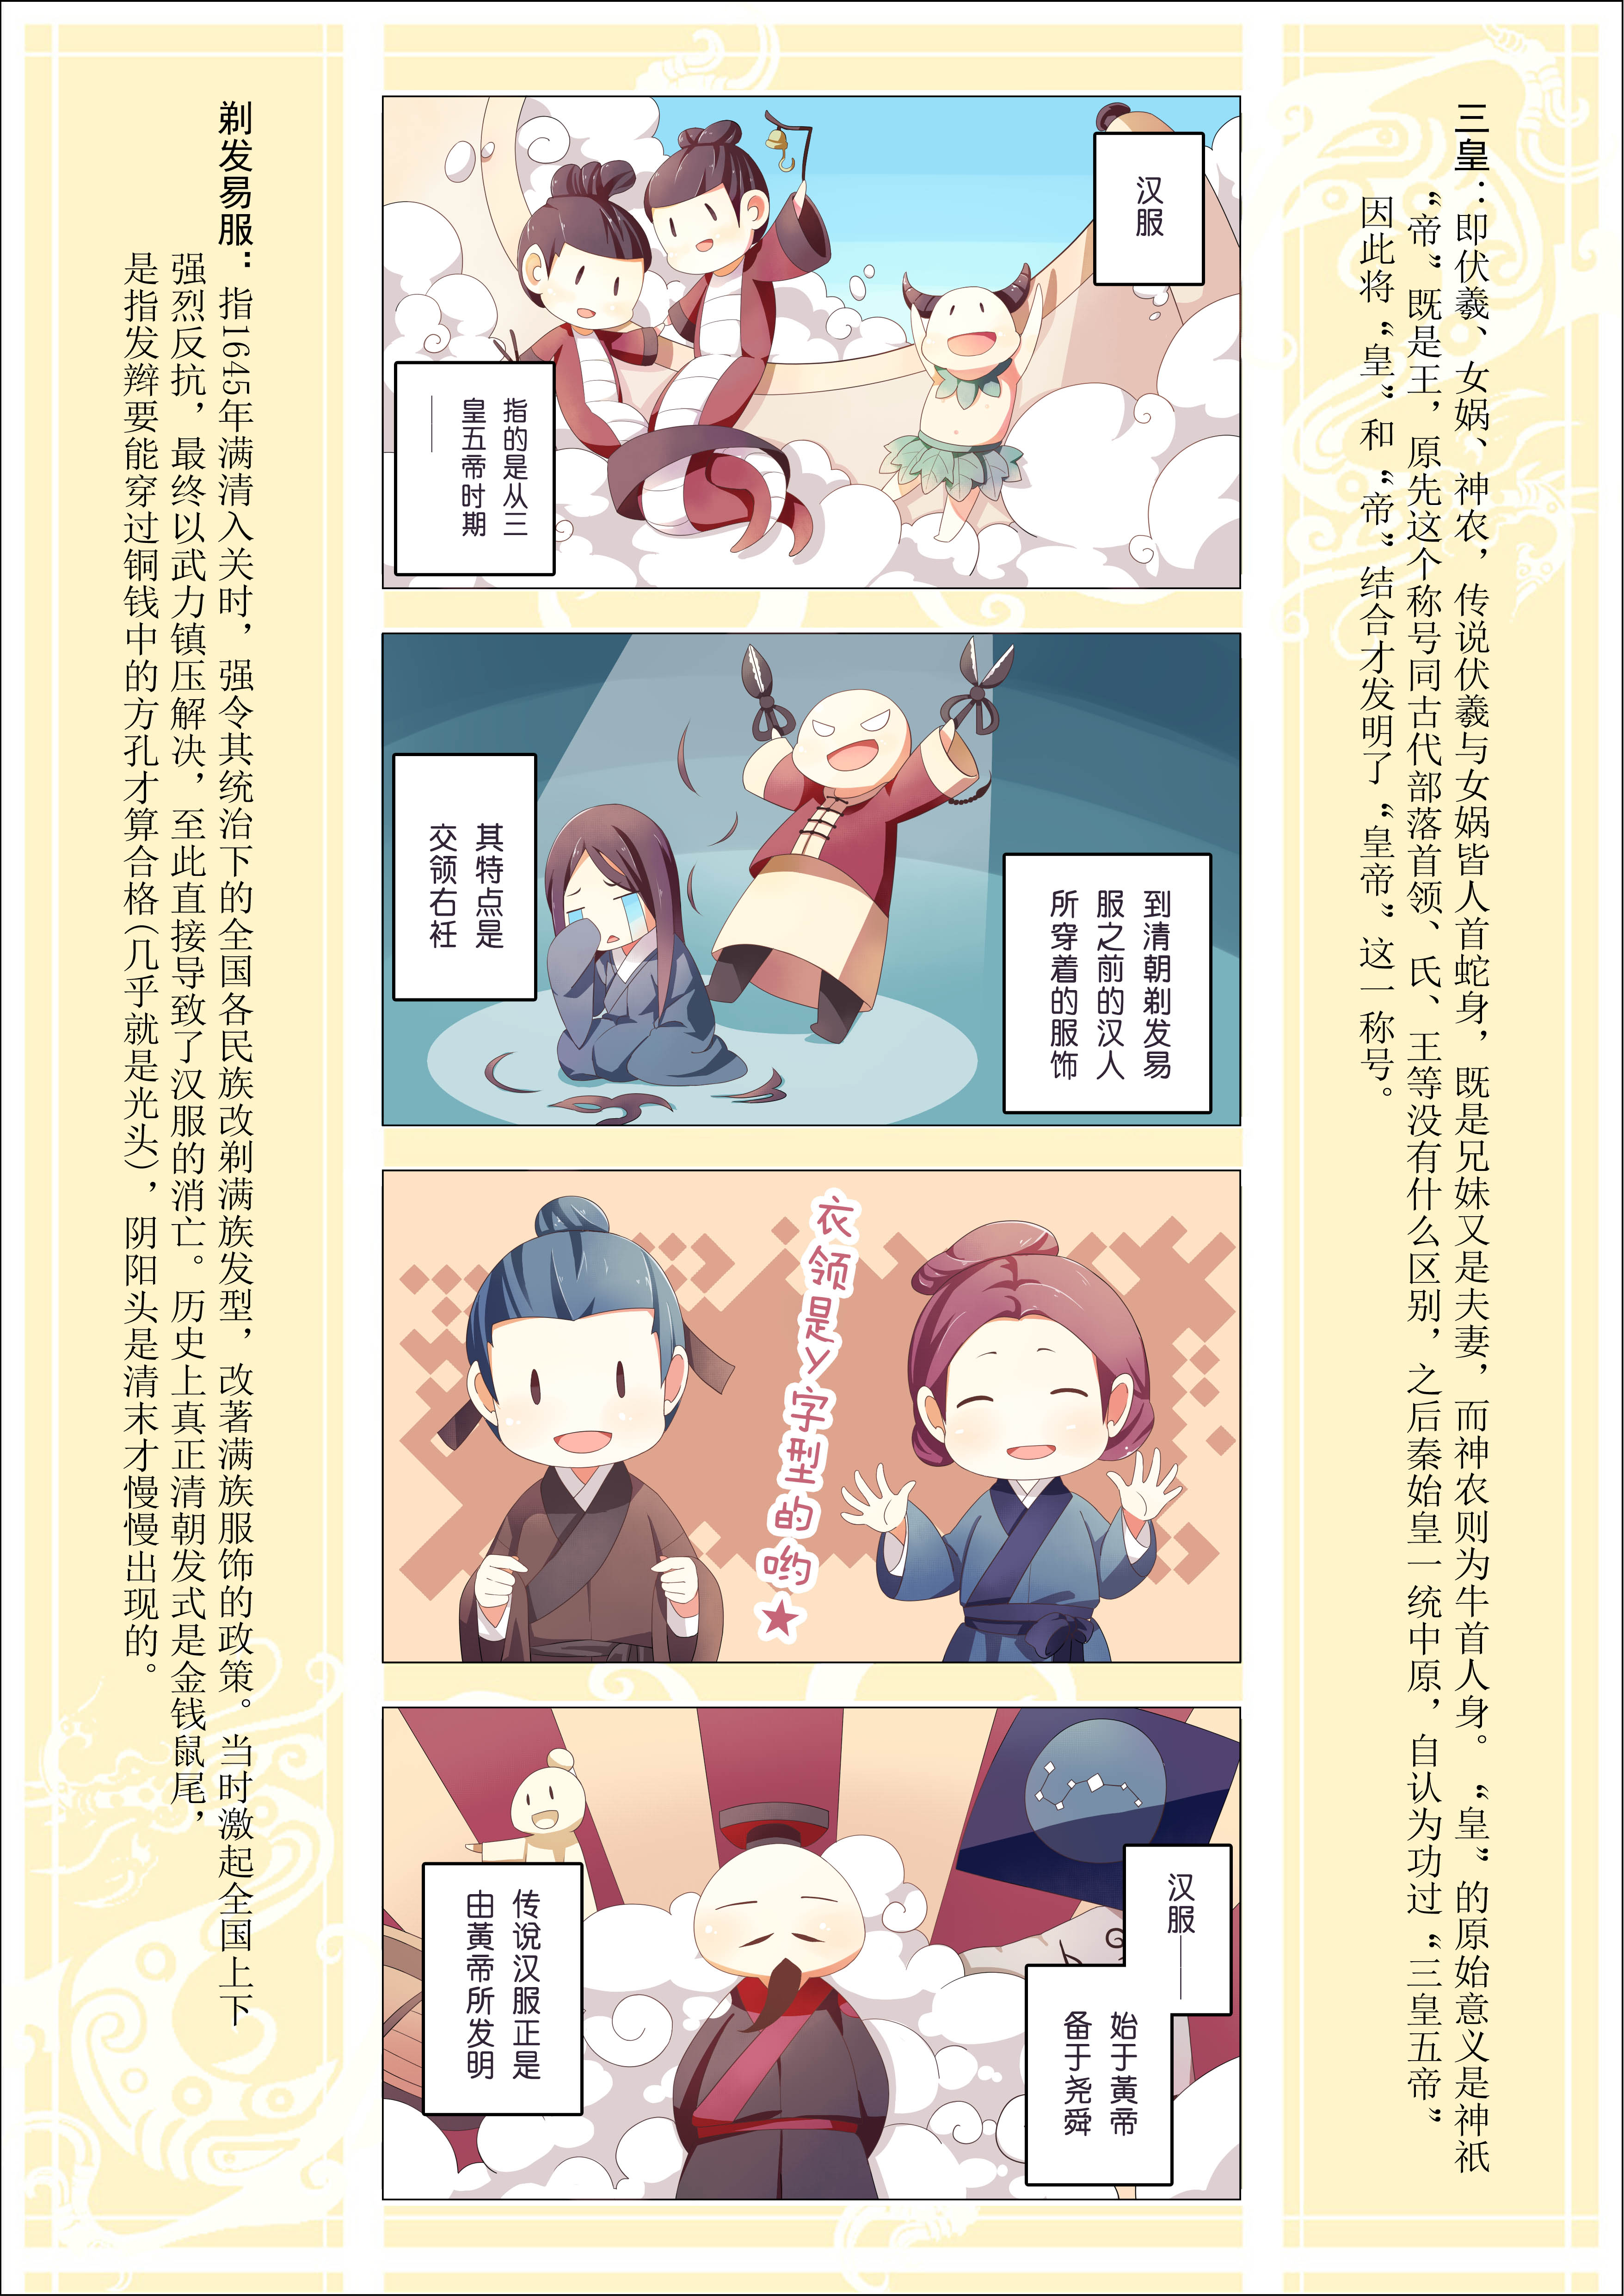 三皇：即伏羲、女娲、神农，传说伏羲与女娲皆人首蛇身，既是兄妹又是夫妻，而神农则为牛首人身。“皇”的原始意义是神祇
“帝”既是王，原先这个称号同古代部落首领、氏、王等没有什么区别，之后秦始皇一统中原，自认为功过“三皇五帝”
因此将“皇”和“帝”结合才发明了“皇帝”这一称号。
汉服
指的是从三
皇五帝时期
——
到清朝剃发易
服之前的汉人
所穿着的服饰
其特点是
交领右衽
衣领是y字型的哟★
汉服——
始于黄帝
备于尧舜
传说汉服正是
由黄帝所发明
剃发易服：指1645年满清入关时，强令其统治下的全国各民族改剃满族发型，改著满族服饰的政策。当时激起全国上下
强烈反抗，最终以武力镇压解决，至此直接导致了汉服的消亡。历史上真正清朝发式是金钱鼠尾，
是指发辫要能穿过铜钱中的方孔才算合格（几乎就是光头），阴阳头是清末才慢慢出现的。